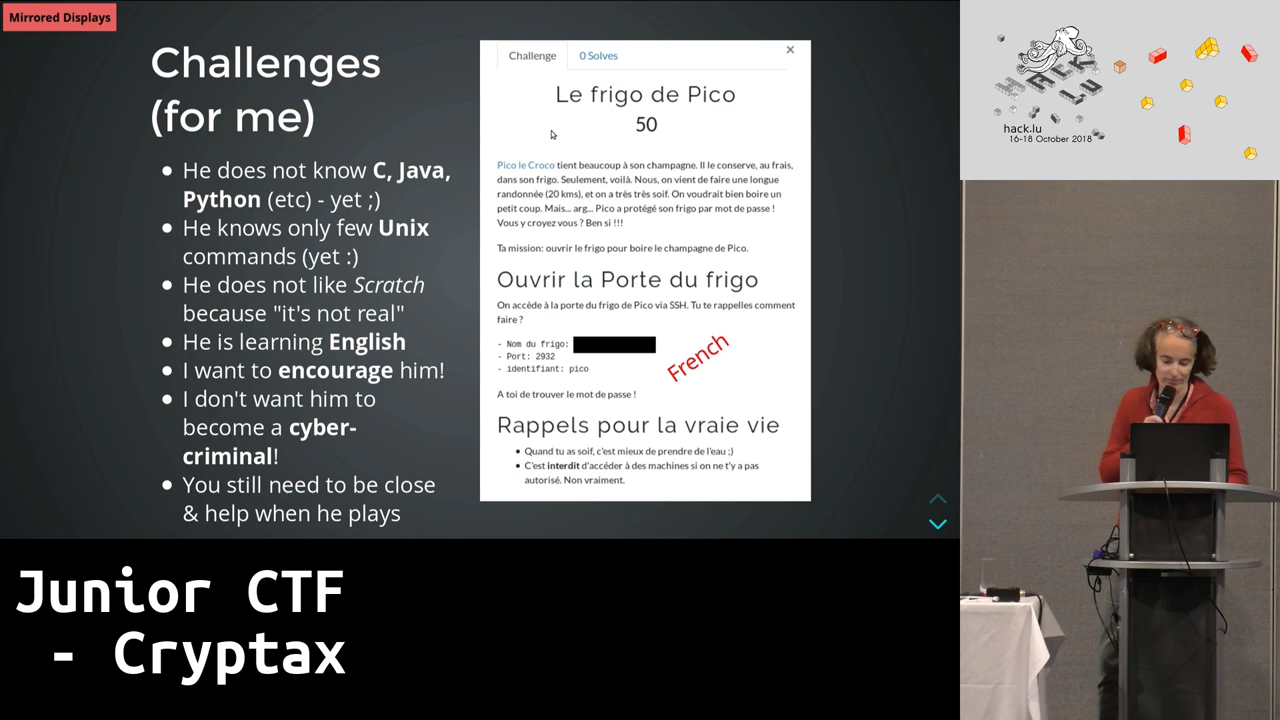 Mirrored Displays
Challenges
(for me)
He does not know C, Java,
Python (etc) - yet ;)
He knows only few Unix
commands (yet :)
He does not like Scratch
because "it's not real"
He is learning English
I want to encourage him!
I don't want him to
become a cyber-
criminal!
You still need to be close
& help when he plays
Challenge
0 Solves
×
Le frigo de Pico
50
Pico le Croco tient beaucoup à son champagne. Il le conserve, au frais,
dans son frigo. Seulement, voilà. Nous, on vient de faire une longue
randonnée (20 kms), et on a très très soif. On voudrait bien boire un
petit coup. Mais... arg... Pico a protégé son frigo par mot de passe !
Vous y croyez vous ? Ben si !!!
Ta mission: ouvrir le frigo pour boire le champagne de Pico.
Ouvrir la Porte du frigo
On accède à la porte du frigo de Pico via SSH. Tu te rappelles comment
faire ?
- Nom du frigo:
- Port: 2932
- identifiant: pico
French
A toi de trouver le mot de passe !
Rappels pour la vraie vie
Quand tu as soif, c'est mieux de prendre de l'eau ;)
C'est interdit d'accéder à des machines si on ne t'y a pas
autorisé. Non vraiment.
hack.lu
16-18 October 2018
Junior CTF
- Cryptax